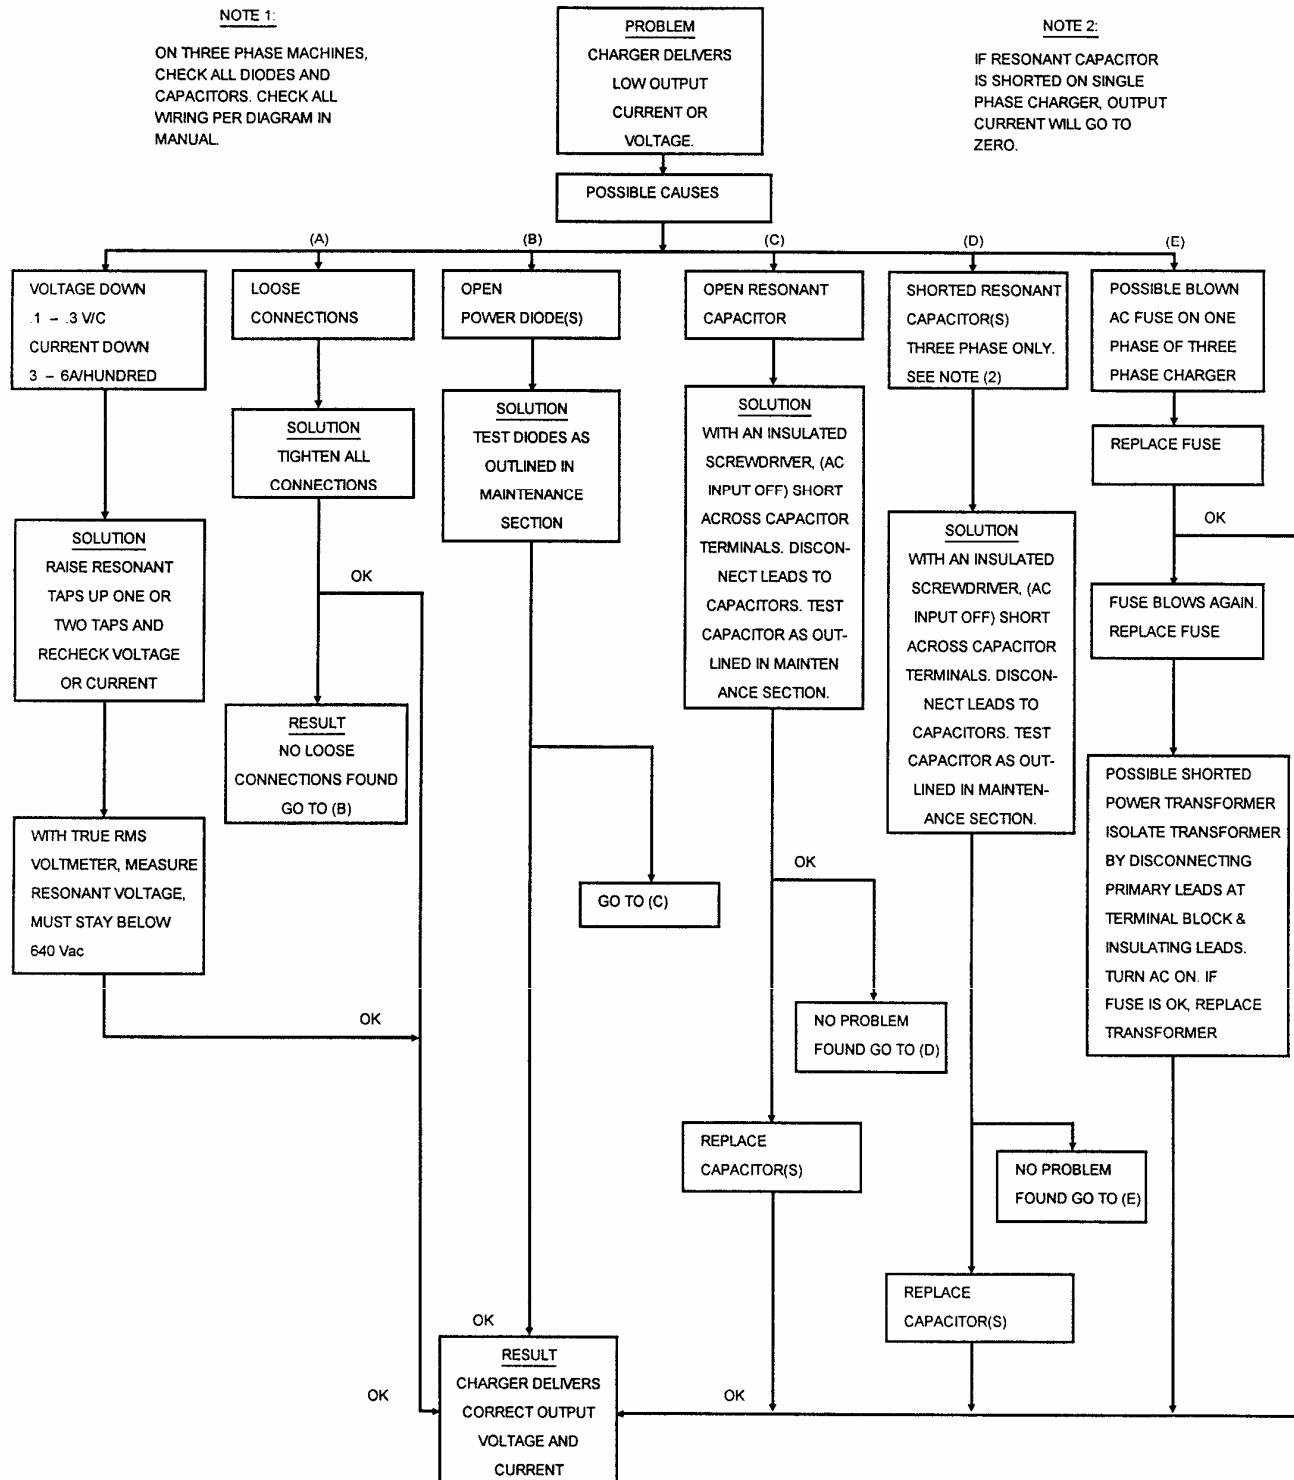 NOTE 1:
ON THREE PHASE MACHINES,
CHECK ALL DIODES AND
CAPACITORS. CHECK ALL
WIRING PER DIAGRAM IN
MANUAL.
PROBLEM
CHARGER DELIVERS
LOW OUTPUT
CURRENT OR
VOLTAGE.
NOTE 2:
IF RESONANT CAPACITOR
IS SHORTED ON SINGLE
PHASE CHARGER, OUTPUT
CURRENT WILL GO TO
ZERO.
POSSIBLE CAUSES
(A)
(B)
(C)
(D)
(E)
VOLTAGE DOWN
.1 – .3 V/C
CURRENT DOWN
3 – 6A/HUNDRED
SOLUTION
RAISE RESONANT
TAPS UP ONE OR
TWO TAPS AND
RECHECK VOLTAGE
OR CURRENT
WITH TRUE RMS
VOLTMETER, MEASURE
RESONANT VOLTAGE,
MUST STAY BELOW
640 Vac
OK
LOOSE
CONNECTIONS
SOLUTION
TIGHTEN ALL
CONNECTIONS
OK
RESULT
NO LOOSE
CONNECTIONS FOUND
GO TO (B)
OPEN
POWER DIODE(S)
SOLUTION
TEST DIODES AS
OUTLINED IN
MAINTENANCE
SECTION
GO TO (C)
OPEN RESONANT
CAPACITOR
SOLUTION
WITH AN INSULATED
SCREWDRIVER, (AC
INPUT OFF) SHORT
ACROSS CAPACITOR
TERMINALS. DISCON-
NECT LEADS TO
CAPACITORS. TEST
CAPACITOR AS OUT-
LINED IN MAINTEN
ANCE SECTION.
OK
NO PROBLEM
FOUND GO TO (D)
REPLACE
CAPACITOR(S)
SHORTED RESONANT
CAPACITOR(S)
THREE PHASE ONLY.
SEE NOTE (2)
SOLUTION
WITH AN INSULATED
SCREWDRIVER, (AC
INPUT OFF) SHORT
ACROSS CAPACITOR
TERMINALS. DISCON-
NECT LEADS TO
CAPACITORS. TEST
CAPACITOR AS OUT-
LINED IN MAINTEN-
ANCE SECTION.
NO PROBLEM
FOUND GO TO (E)
REPLACE
CAPACITOR(S)
POSSIBLE BLOWN
AC FUSE ON ONE
PHASE OF THREE
PHASE CHARGER
REPLACE FUSE
OK
FUSE BLOWS AGAIN.
REPLACE FUSE
POSSIBLE SHORTED
POWER TRANSFORMER
ISOLATE TRANSFORMER
BY DISCONNECTING
PRIMARY LEADS AT
TERMINAL BLOCK &
INSULATING LEADS.
TURN AC ON. IF
FUSE IS OK, REPLACE
TRANSFORMER
OK
OK
OK
RESULT
CHARGER DELIVERS
CORRECT OUTPUT
VOLTAGE AND
CURRENT